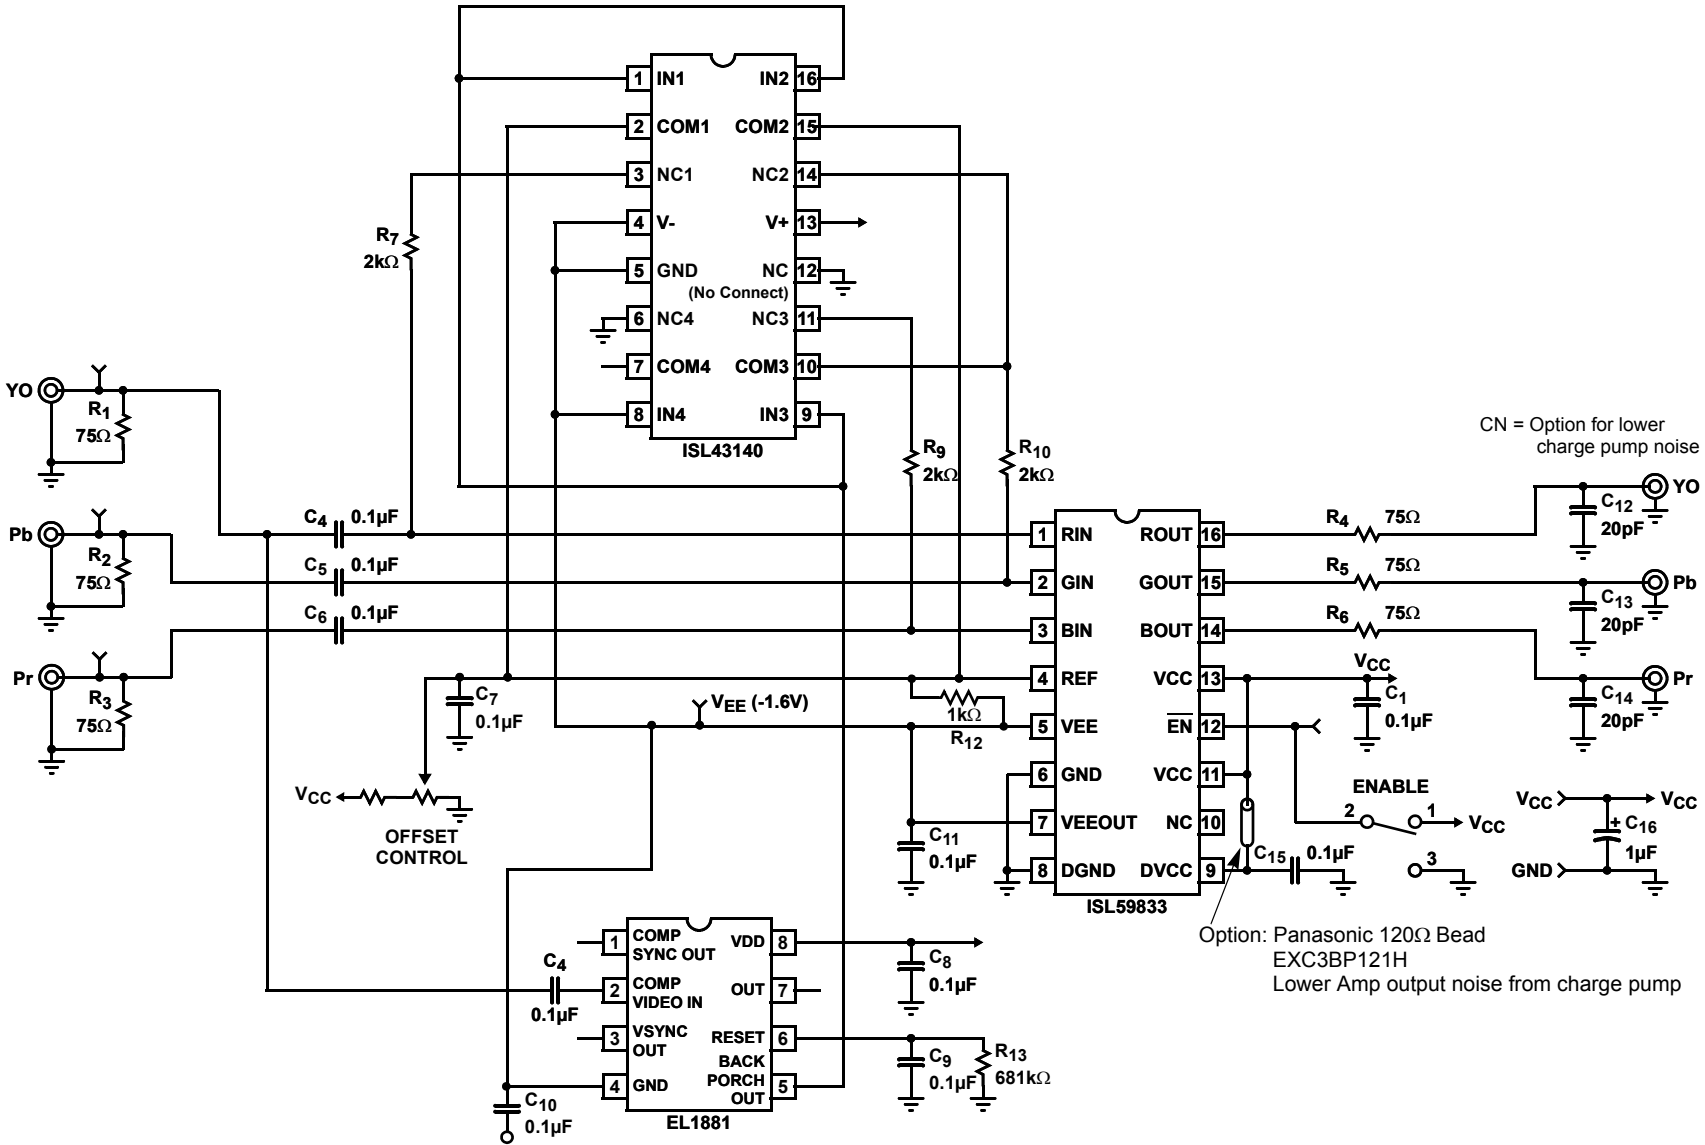 1 IN1 IN2 16
2 COM1 COM2 15
3 NC1 NC2 14
4 V- V+ 13
5 GND NC 12
(No Connect)
6 NC4 NC3 11
7 COM4 COM3 10
8 IN4 IN3 9
ISL43140
R7
2kΩ
YO
R1
75Ω
Pb
R2
75Ω
Pr
R3
75Ω
C4 0.1µF
C5 0.1µF
C6 0.1µF
R9
2kΩ
R10
2kΩ
CN = Option for lower
charge pump noise
1 RIN ROUT 16
2 GIN GOUT 15
3 BIN BOUT 14
4 REF VCC 13
5 VEE EN 12
6 GND VCC 11
7 VEEOUT NC 10
8 DGND DVCC 9
ISL59833
R4 75Ω
R5 75Ω
R6 75Ω
YO
C12
20pF
Pb
C13
20pF
Pr
C14
20pF
VCC
C1
0.1µF
C7
0.1µF
VEE (-1.6V)
1kΩ
R12
VCC
OFFSET
CONTROL
C11
0.1µF
ENABLE
2 1 VCC
3
C15 0.1µF
VCC VCC
+ C16
1µF
GND
Option: Panasonic 120Ω Bead
EXC3BP121H
Lower Amp output noise from charge pump
1 COMP SYNC OUT VDD 8
2 COMP VIDEO IN OUT 7
3 VSYNC OUT RESET 6
4 GND BACK PORCH OUT 5
EL1881
C4
0.1µF
C8
0.1µF
C9
0.1µF
R13
681kΩ
C10
0.1µF